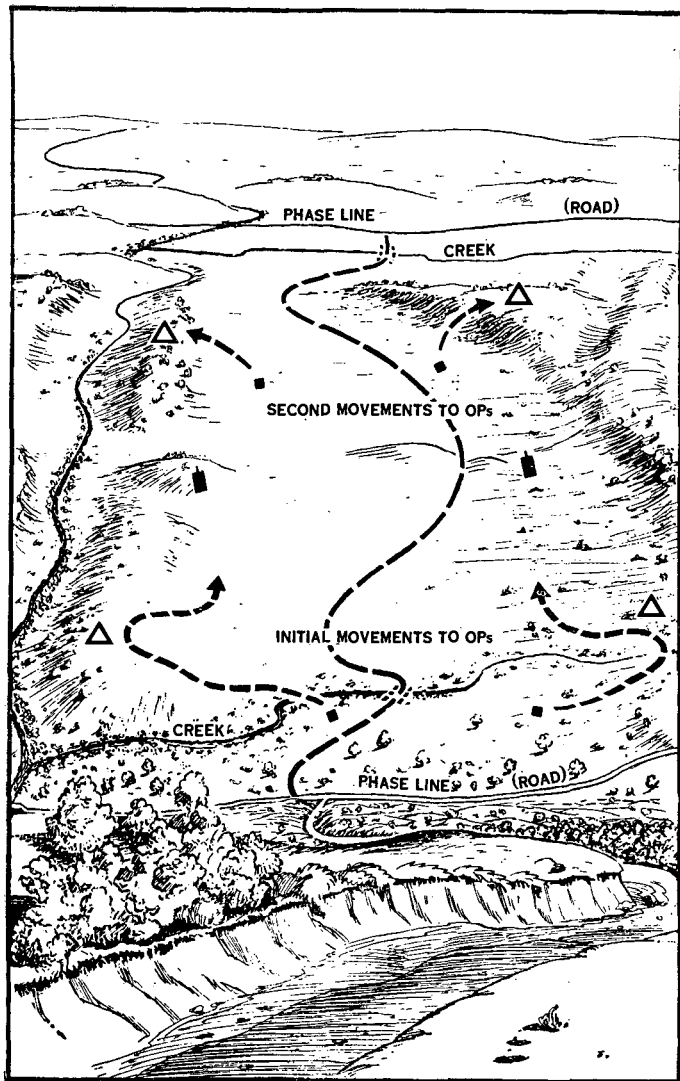 PHASE LINE (ROAD)
CREEK
SECOND MOVEMENTS TO OPs
INITIAL MOVEMENTS TO OPs
CREEK
PHASE LINE (ROAD)